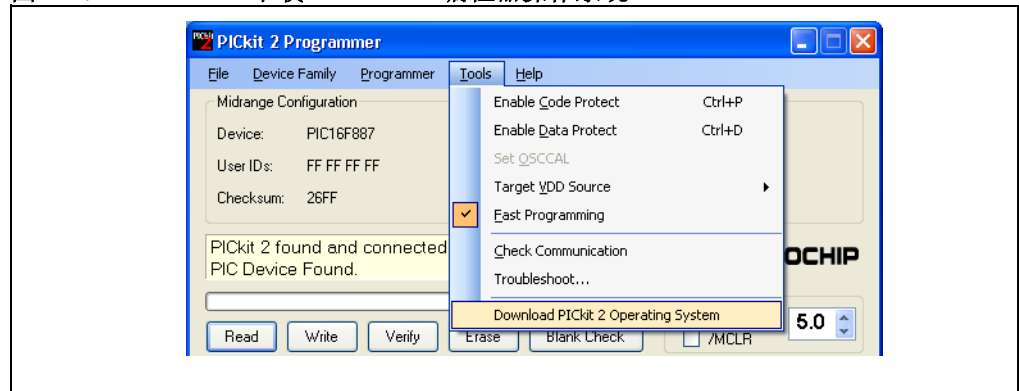 PICkit 2 Programmer
File Device Family Programmer Tools Help
Midrange Configuration
Device: PIC16F887
User IDs: FF FF FF FF
Checksum: 26FF
Enable Code Protect Ctrl+P
Enable Data Protect Ctrl+D
Set OSCCAL
Target VDD Source
Fast Programming
Check Communication
Troubleshoot...
Download PICkit 2 Operating System
PICkit 2 found and connected
PIC Device Found.
OCHIP
Read Write Verify Erase Blank Check
/MCLR
5.0